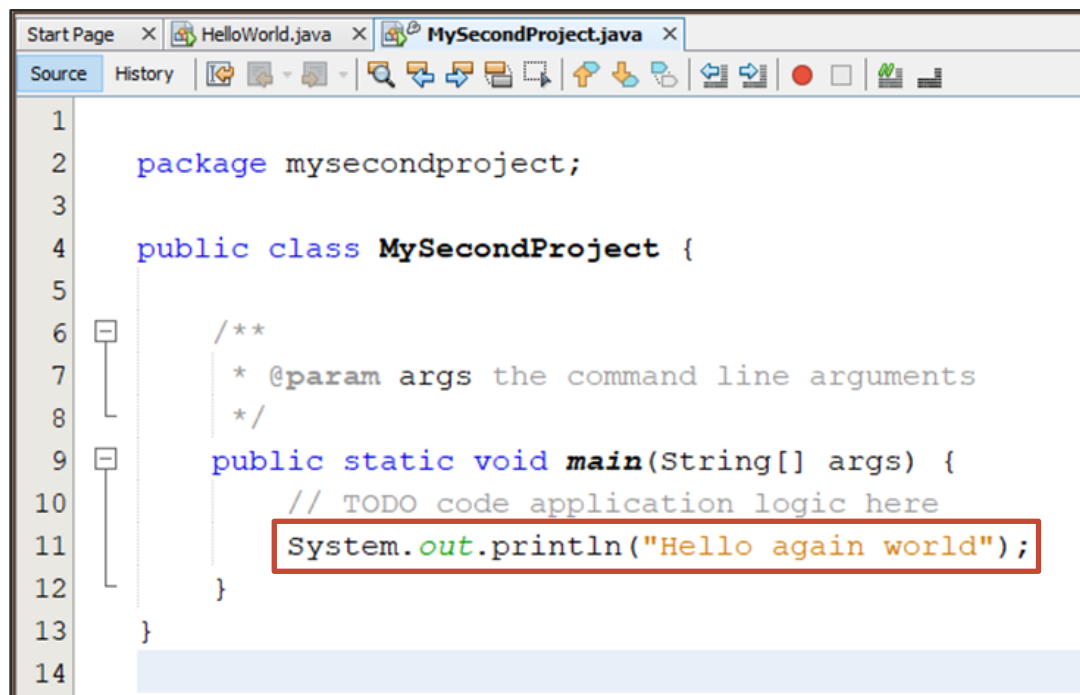 Start Page HelloWorld.java MySecondProject.java
Source History
1
2 package mysecondproject;
3
4 public class MySecondProject {
5
6 /**
7 * @param args the command line arguments
8 */
9 public static void main(String[] args) {
10 // TODO code application logic here
11 System.out.println("Hello again world");
12 }
13 }
14